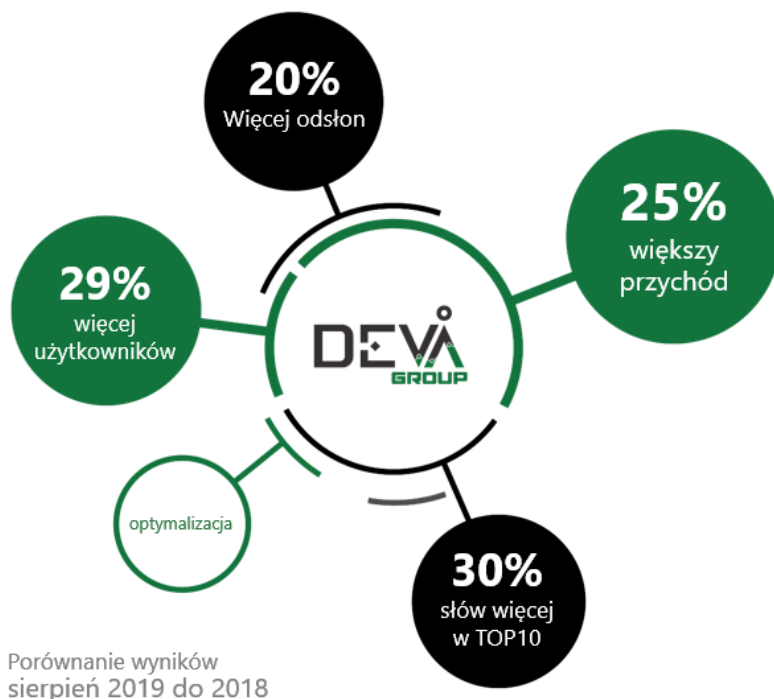 20%
Więcej odsłon
25%
większy
przychód
29%
więcej
użytkowników
DEVA
GROUP
optymalizacja
30%
słów więcej
w TOP10
Porównanie wyników
sierpień 2019 do 2018